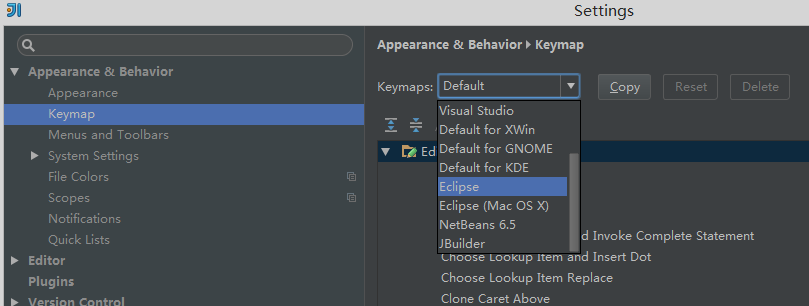 Settings
Appearance & Behavior
Appearance
Keymap
Menus and Toolbars
System Settings
File Colors
Scopes
Notifications
Quick Lists
Editor
Plugins
Version Control
Appearance & Behavior › Keymap
Keymaps: Default
Copy
Reset
Delete
Visual Studio
Default for XWin
Default for GNOME
Default for KDE
Eclipse
Eclipse (Mac OS X)
NetBeans 6.5
JBuilder
Ed
d Invoke Complete Statement
Choose Lookup Item and Insert Dot
Choose Lookup Item Replace
Clone Caret Above